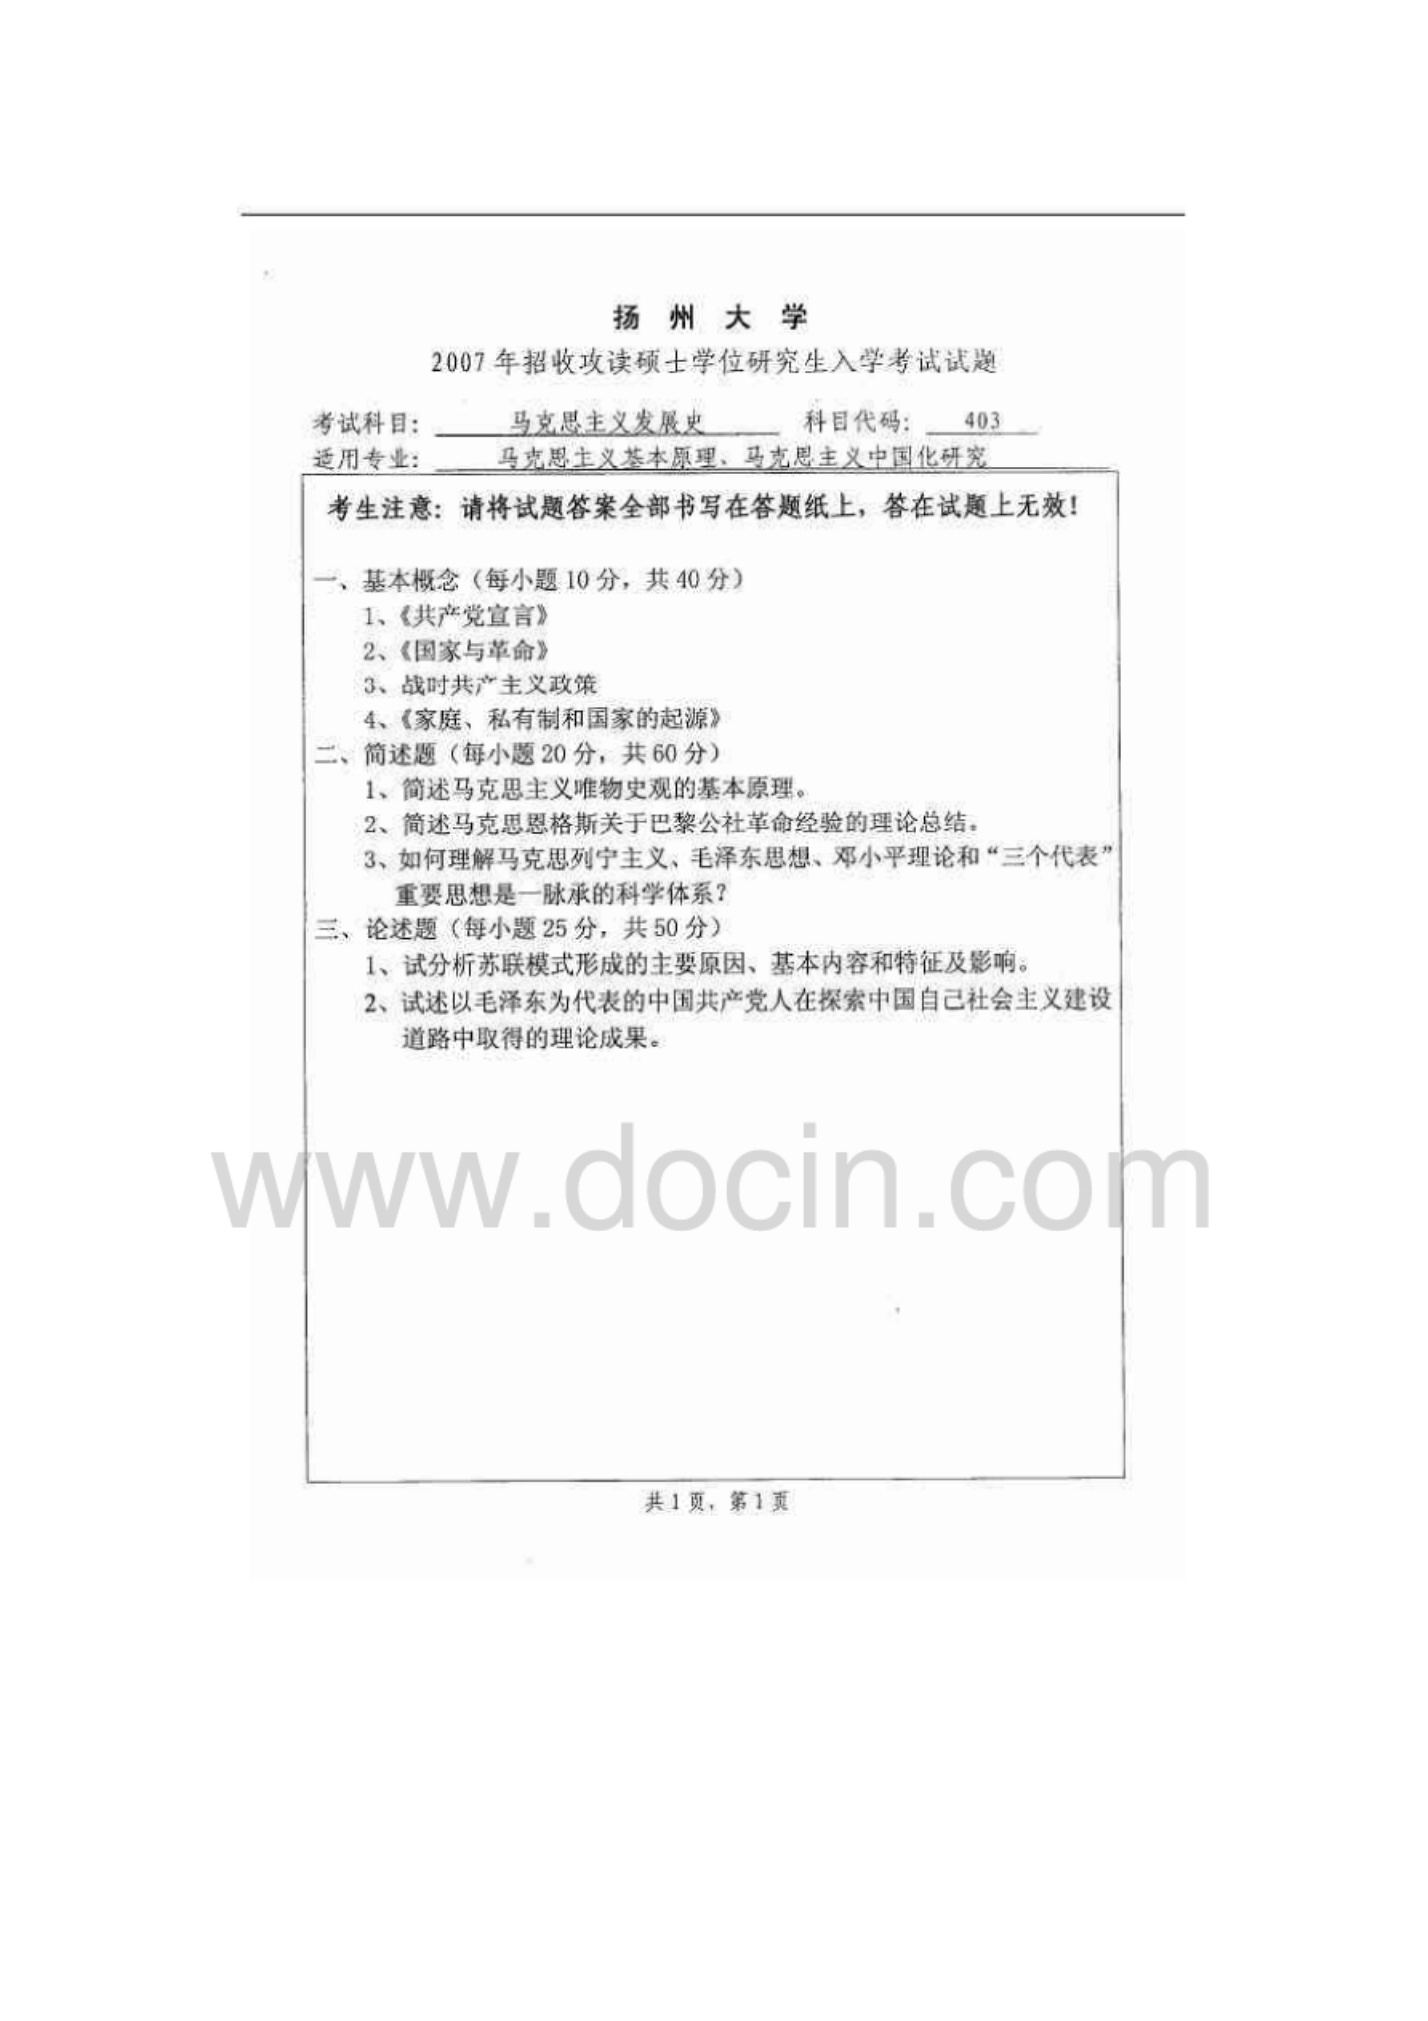 扬 州 大 学
2007 年招收攻读硕士学位研究生入学考试试题
考试科目： 马克思主义发展史 科目代码： 403
适用专业： 马克思主义基本原理、马克思主义中国化研究
考生注意：请将试题答案全部书写在答题纸上，答在试题上无效！
一、基本概念（每小题 10 分，共 40 分）
1、《共产党宣言》
2、《国家与革命》
3、战时共产主义政策
4、《家庭、私有制和国家的起源》
二、简述题（每小题 20 分，共 60 分）
1、简述马克思主义唯物史观的基本原理。
2、简述马克思恩格斯关于巴黎公社革命经验的理论总结。
3、如何理解马克思列宁主义、毛泽东思想、邓小平理论和“三个代表”
重要思想是一脉承的科学体系？
三、论述题（每小题 25 分，共 50 分）
1、试分析苏联模式形成的主要原因、基本内容和特征及影响。
2、试述以毛泽东为代表的中国共产党人在探索中国自己社会主义建设
道路中取得的理论成果。
www.docin.com
共 1 页，第 1 页